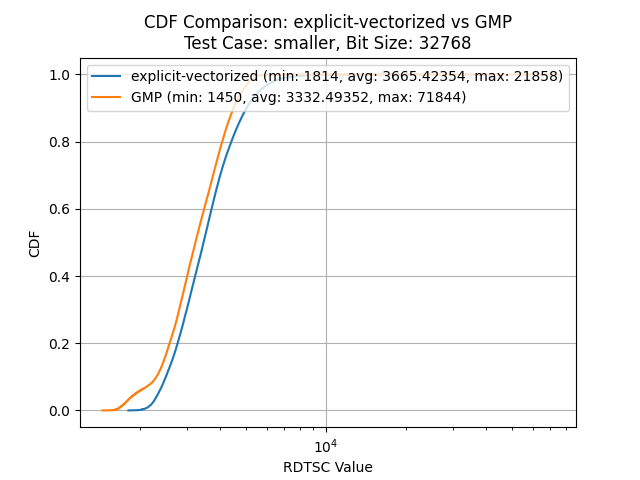 CDF Comparison: explicit-vectorized vs GMP
Test Case: smaller, Bit Size: 32768
explicit-vectorized (min: 1814, avg: 3665.42354, max: 21858)
GMP (min: 1450, avg: 3332.49352, max: 71844)
1.0
0.8
0.6
0.4
0.2
0.0
CDF
10⁴
RDTSC Value